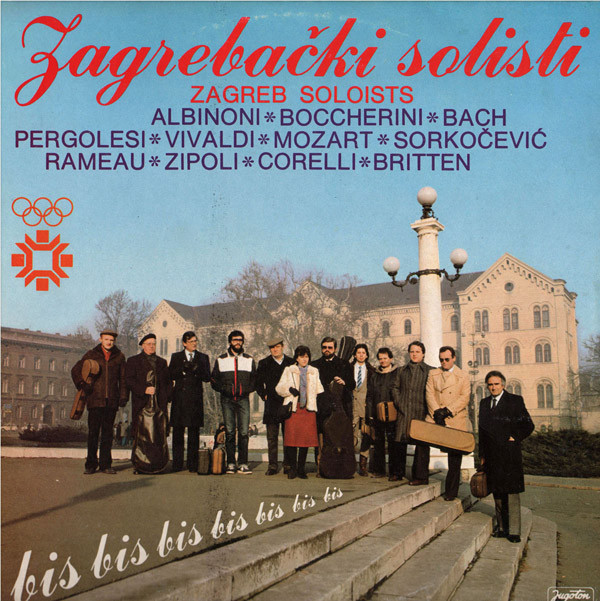 Zagrebački solisti
ZAGREB SOLOISTS
ALBINONI*BOCCHERINI*BACH
PERGOLESI*VIVALDI*MOZART*SORKOČEVIĆ
RAMEAU*ZIPOLI*CORELLI*BRITTEN
bis bis bis bis bis bis bis
Jugoton